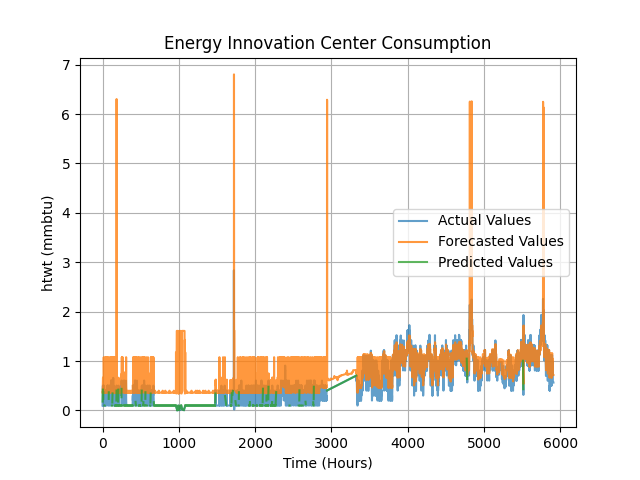 Energy Innovation Center Consumption
htwt (mmbtu)
7
6
5
4
3
2
1
0
Actual Values
Forecasted Values
Predicted Values
0 1000 2000 3000 4000 5000 6000
Time (Hours)